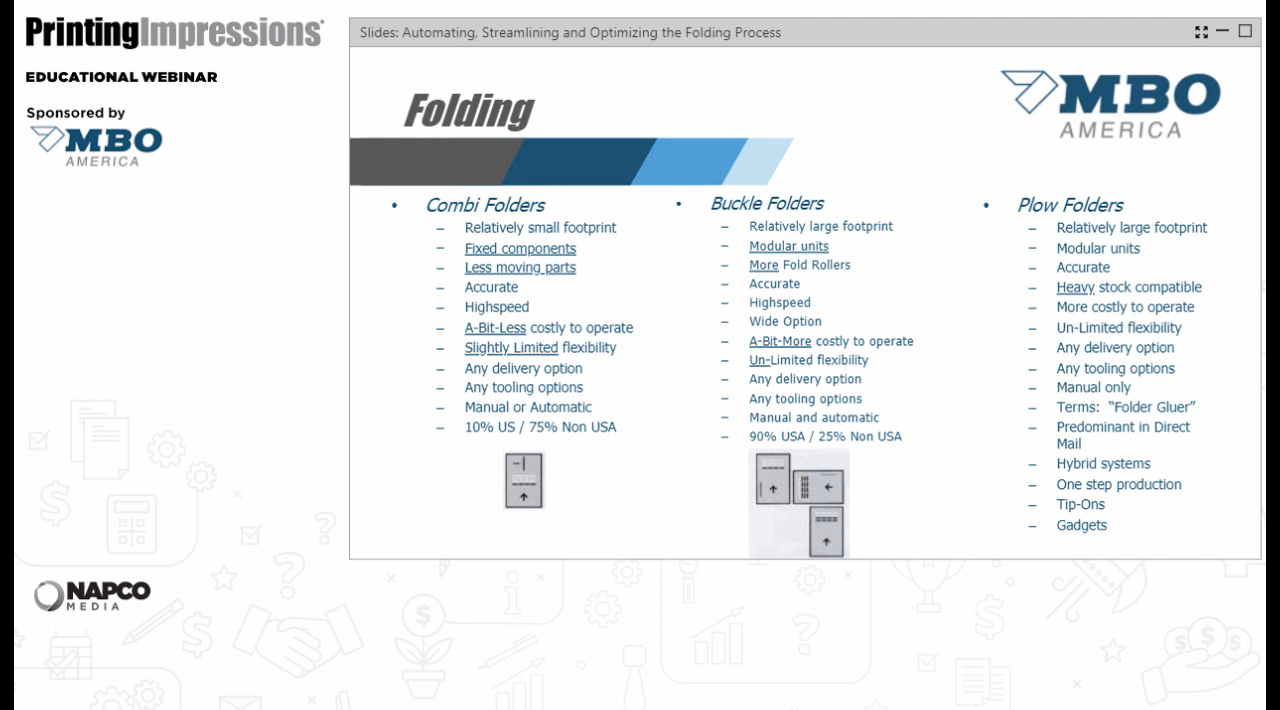 PrintingImpressions®
EDUCATIONAL WEBINAR
Sponsored by
MBO
AMERICA
Slides: Automating, Streamlining and Optimizing the Folding Process
Folding
MBO
AMERICA
• Combi Folders
– Relatively small footprint
– Fixed components
– Less moving parts
– Accurate
– Highspeed
– A-Bit-Less costly to operate
– Slightly Limited flexibility
– Any delivery option
– Any tooling options
– Manual or Automatic
– 10% US / 75% Non USA
• Buckle Folders
– Relatively large footprint
– Modular units
– More Fold Rollers
– Accurate
– Highspeed
– Wide Option
– A-Bit-More costly to operate
– Un-Limited flexibility
– Any delivery option
– Any tooling options
– Manual and automatic
– 90% USA / 25% Non USA
• Plow Folders
– Relatively large footprint
– Modular units
– Accurate
– Heavy stock compatible
– More costly to operate
– Un-Limited flexibility
– Any delivery option
– Any tooling options
– Manual only
– Terms: “Folder Gluer”
– Predominant in Direct
Mail
– Hybrid systems
– One step production
– Tip-Ons
– Gadgets
NAPCO
MEDIA